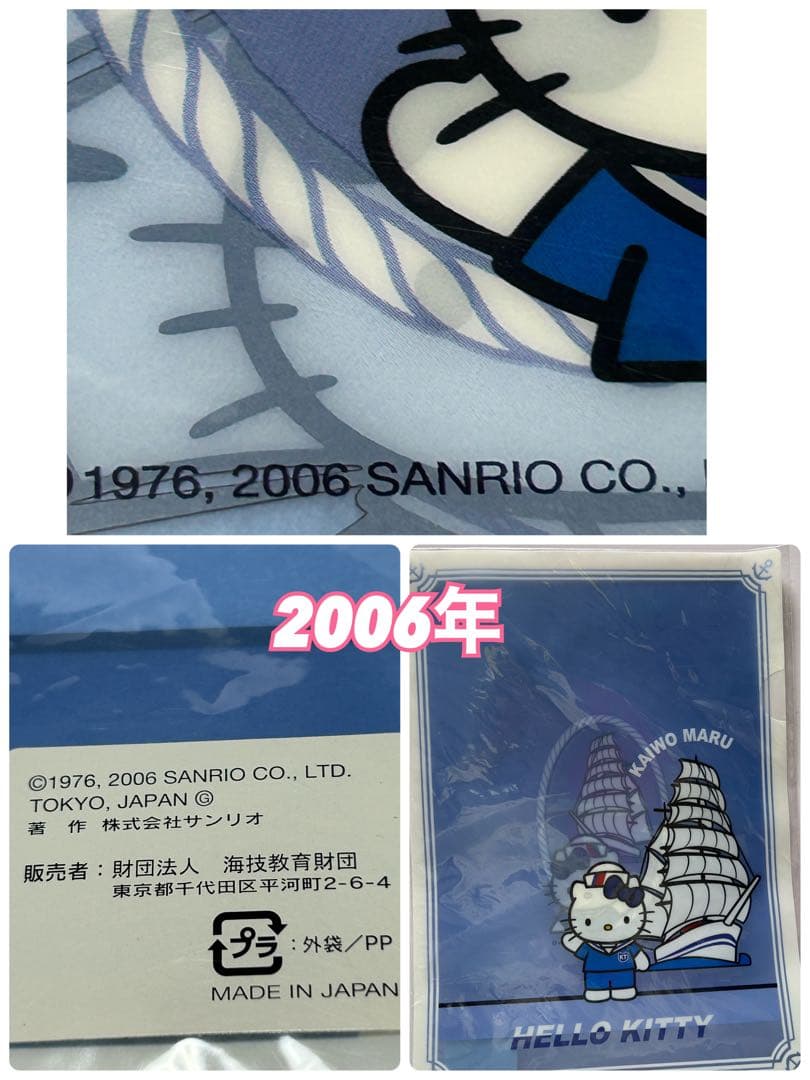 1976, 2006 SANRIO CO.,
2006年
©1976, 2006 SANRIO CO., LTD.
TOKYO, JAPAN Ⓖ
著 作 株式会社サンリオ
販売者：財団法人 海技教育財団
東京都千代田区平河町2-6-4
プラ：外袋／PP
MADE IN JAPAN
KAIWO MARU
KT
HELLO KITTY